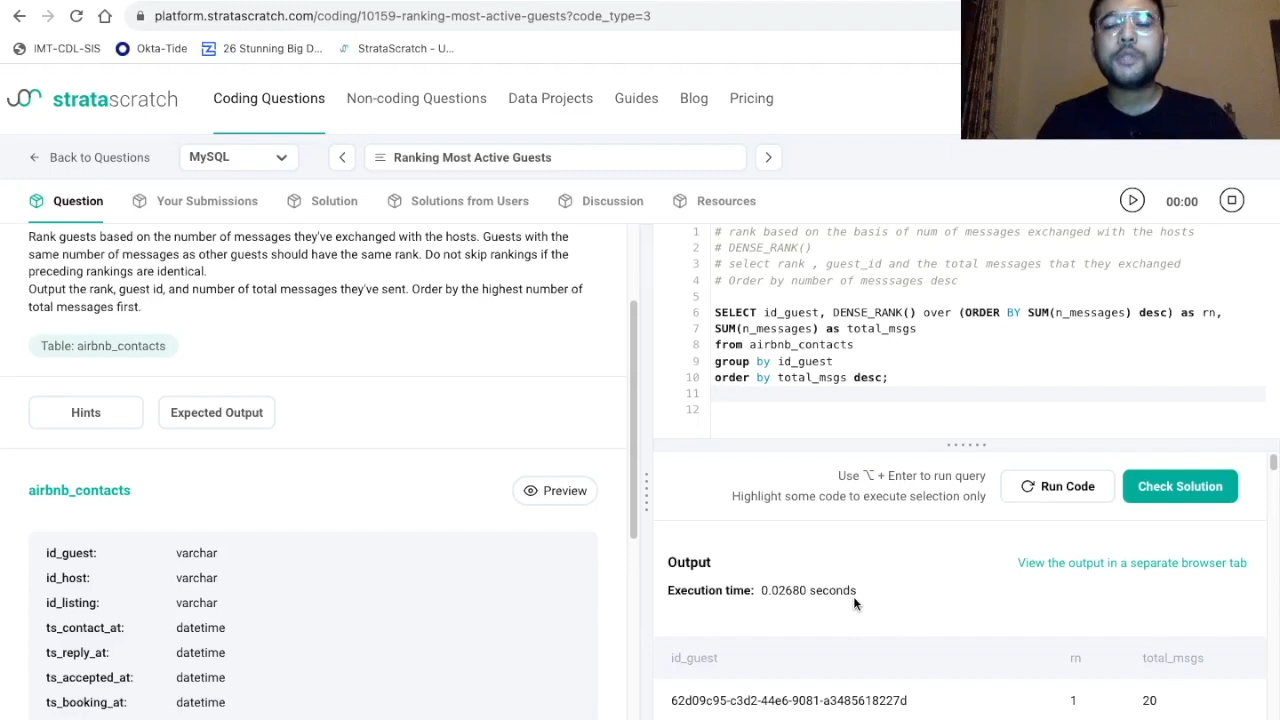 platform.stratascratch.com/coding/10159-ranking-most-active-guests?code_type=3
IMT-CDL-SIS Okta-Tide 26 Stunning Big D... StrataScratch - U...
stratascratch Coding Questions Non-coding Questions Data Projects Guides Blog Pricing
Back to Questions MySQL Ranking Most Active Guests
Question Your Submissions Solution Solutions from Users Discussion Resources 00:00
Rank guests based on the number of messages they've exchanged with the hosts. Guests with the
same number of messages as other guests should have the same rank. Do not skip rankings if the
preceding rankings are identical.
Output the rank, guest id, and number of total messages they've sent. Order by the highest number of
total messages first.
Table: airbnb_contacts
Hints Expected Output
airbnb_contacts Preview
id_guest: varchar
id_host: varchar
id_listing: varchar
ts_contact_at: datetime
ts_reply_at: datetime
ts_accepted_at: datetime
ts_booking_at: datetime
1 # rank based on the basis of num of messages exchanged with the hosts
2 # DENSE_RANK()
3 # select rank , guest_id and the total messages that they exchanged
4 # Order by number of messsages desc
5
6 SELECT id_guest, DENSE_RANK() over (ORDER BY SUM(n_messages) desc) as rn,
7 SUM(n_messages) as total_msgs
8 from airbnb_contacts
9 group by id_guest
10 order by total_msgs desc;
11
12
Use ⌥ + Enter to run query
Highlight some code to execute selection only
Run Code Check Solution
Output View the output in a separate browser tab
Execution time: 0.02680 seconds
id_guest rn total_msgs
62d09c95-c3d2-44e6-9081-a3485618227d 1 20